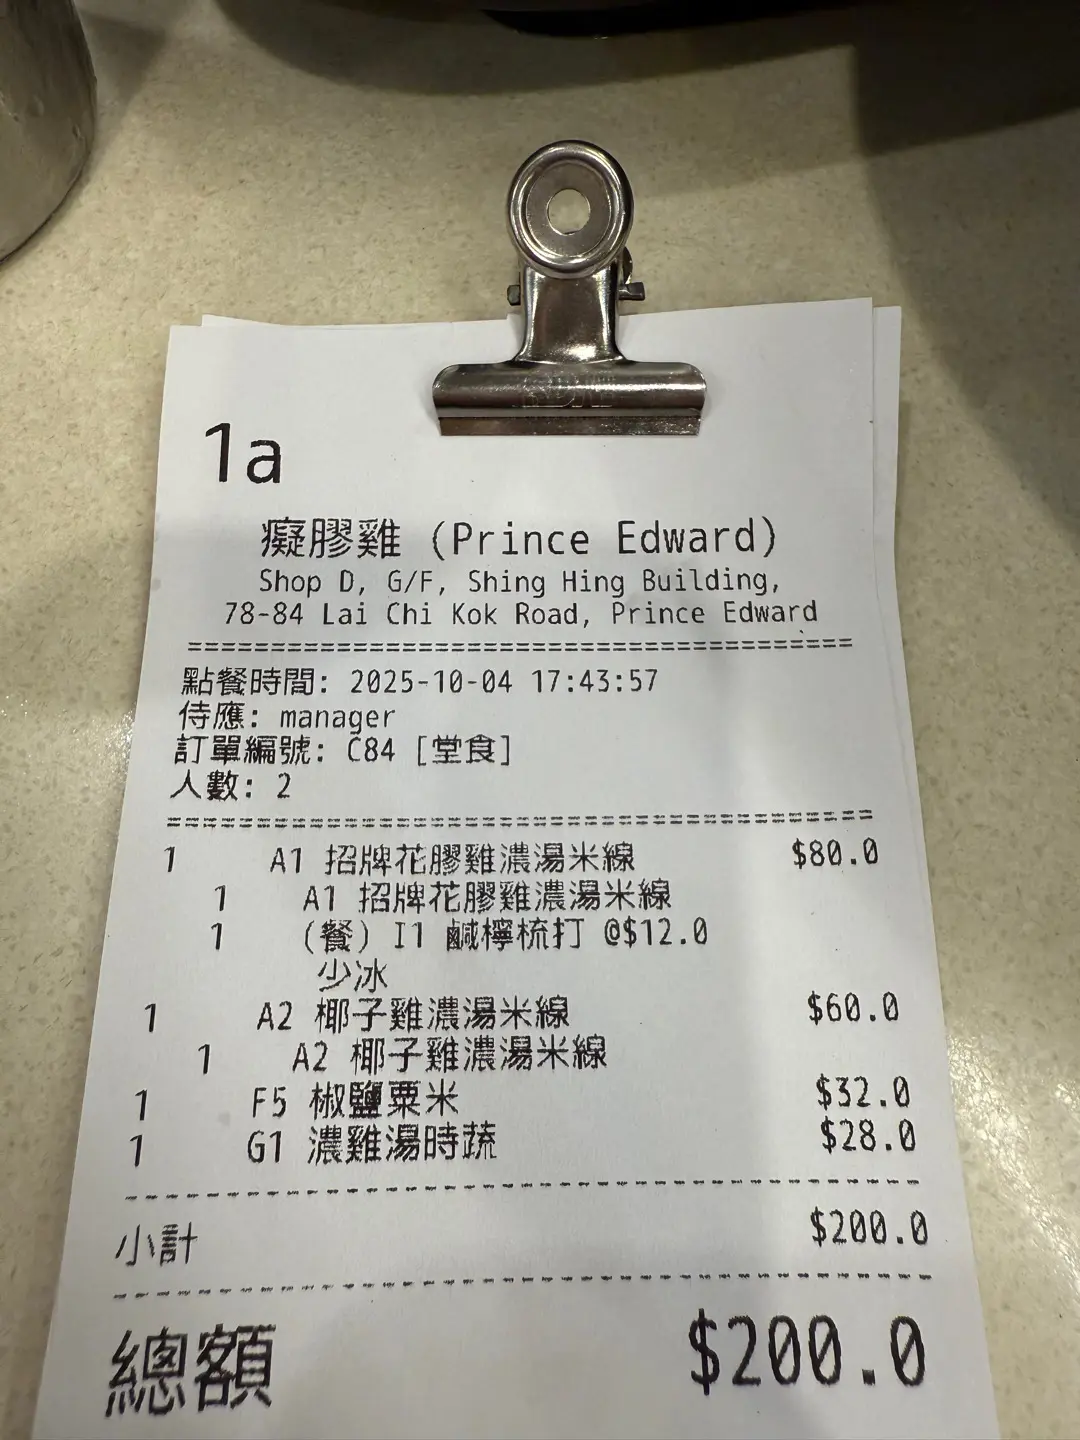 1a
癡膠雞 (Prince Edward)
Shop D, G/F, Shing Hing Building,
78-84 Lai Chi Kok Road, Prince Edward
點餐時間: 2025-10-04 17:43:57
侍應: manager
訂單編號: C84 [堂食]
人數: 2
1 A1 招牌花膠雞濃湯米線 $80.0
1 A1 招牌花膠雞濃湯米線
1 (餐) I1 鹹檸梳打 @$12.0
少冰
1 A2 椰子雞濃湯米線 $60.0
1 A2 椰子雞濃湯米線
1 F5 椒鹽粟米 $32.0
1 G1 濃雞湯時蔬 $28.0
小計 $200.0
總額 $200.0